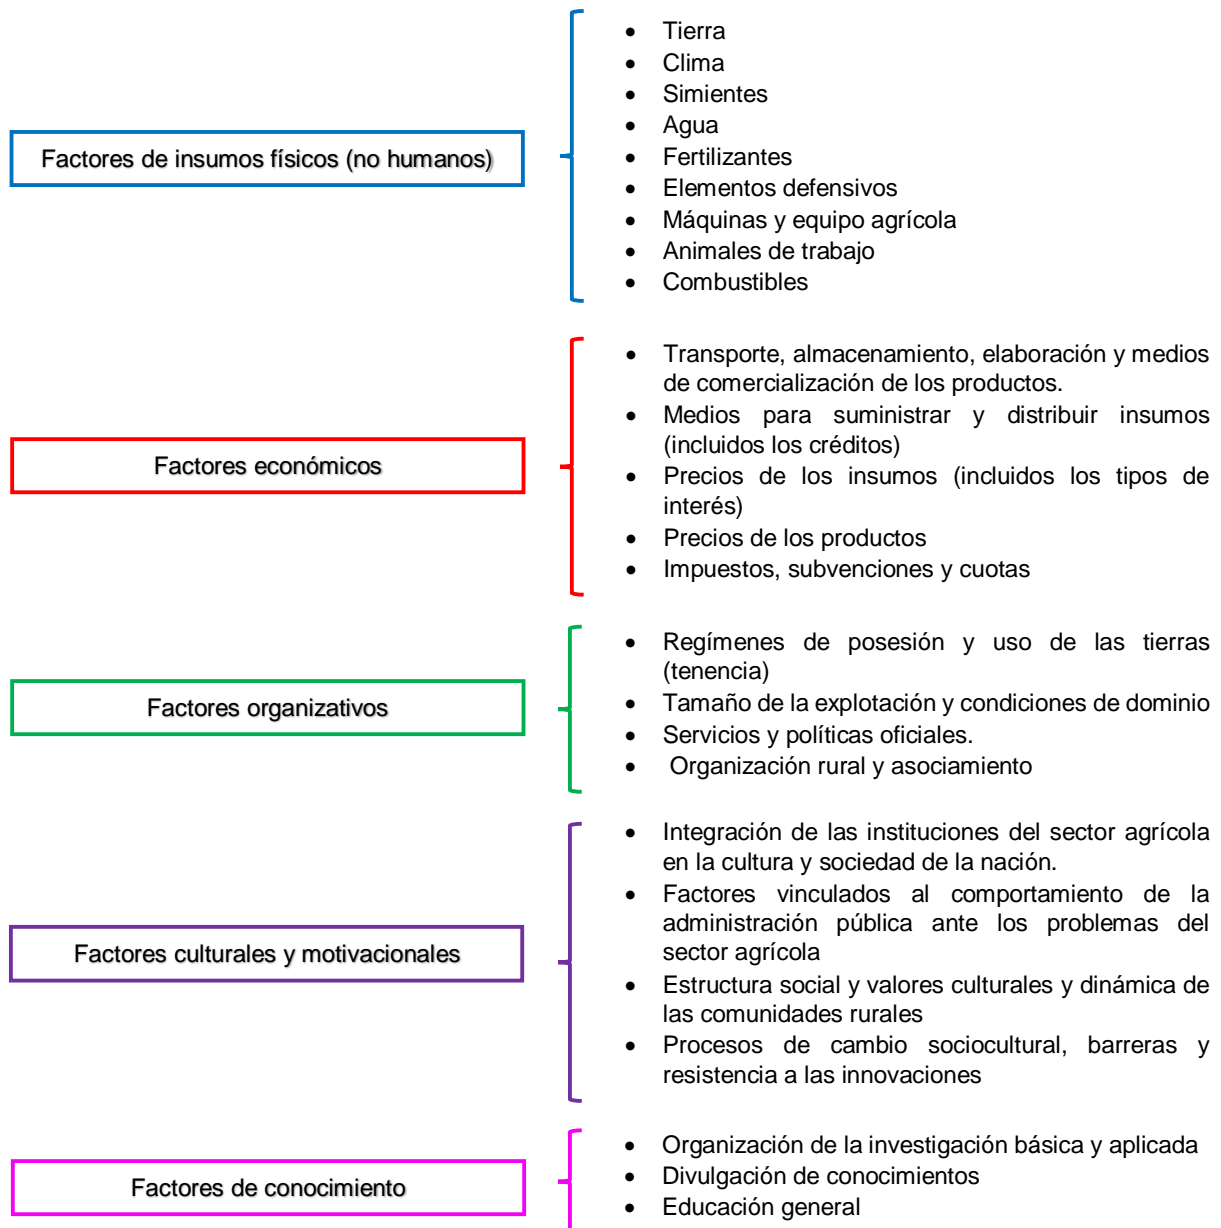 Factores de insumos físicos (no humanos)
• Tierra
• Clima
• Simientes
• Agua
• Fertilizantes
• Elementos defensivos
• Máquinas y equipo agrícola
• Animales de trabajo
• Combustibles
Factores económicos
• Transporte, almacenamiento, elaboración y medios
de comercialización de los productos.
• Medios para suministrar y distribuir insumos
(incluidos los créditos)
• Precios de los insumos (incluidos los tipos de
interés)
• Precios de los productos
• Impuestos, subvenciones y cuotas
Factores organizativos
• Regímenes de posesión y uso de las tierras
(tenencia)
• Tamaño de la explotación y condiciones de dominio
• Servicios y políticas oficiales.
• Organización rural y asociamiento
Factores culturales y motivacionales
• Integración de las instituciones del sector agrícola
en la cultura y sociedad de la nación.
• Factores vinculados al comportamiento de la
administración pública ante los problemas del
sector agrícola
• Estructura social y valores culturales y dinámica de
las comunidades rurales
• Procesos de cambio sociocultural, barreras y
resistencia a las innovaciones
Factores de conocimiento
• Organización de la investigación básica y aplicada
• Divulgación de conocimientos
• Educación general